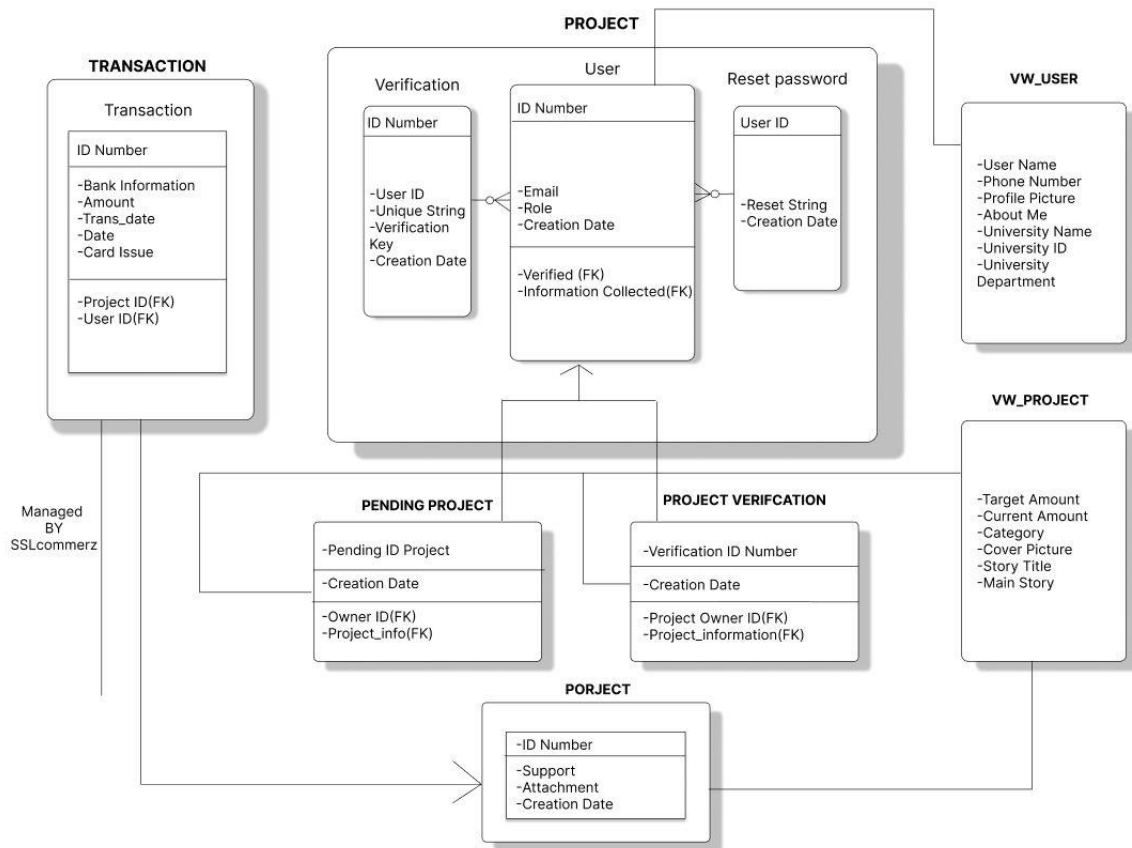 PROJECT
TRANSACTION
Transaction
ID Number
-Bank Information
-Amount
-Trans_date
-Date
-Card Issue
-Project ID(FK)
-User ID(FK)
Managed
BY
SSLcommerz
Verification
ID Number
-User ID
-Unique String
-Verification
Key
-Creation Date
User
ID Number
-Email
-Role
-Creation Date
-Verified (FK)
-Information Collected(FK)
Reset password
User ID
-Reset String
-Creation Date
VW_USER
-User Name
-Phone Number
-Profile Picture
-About Me
-University Name
-University ID
-University
Department
VW_PROJECT
-Target Amount
-Current Amount
-Category
-Cover Picture
-Story Title
-Main Story
PENDING PROJECT
-Pending ID Project
-Creation Date
-Owner ID(FK)
-Project_info(FK)
PROJECT VERIFCATION
-Verification ID Number
-Creation Date
-Project Owner ID(FK)
-Project_information(FK)
PORJECT
-ID Number
-Support
-Attachment
-Creation Date